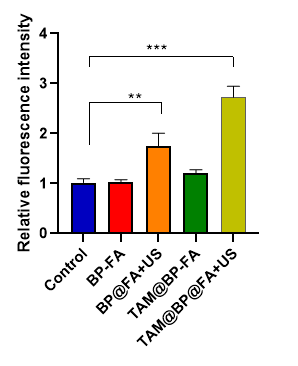 Relative fluorescence intensity
4
3
2
1
0
***
**
Control
BP-FA
BP@FA+US
TAM@BP-FA
TAM@BP@FA+US